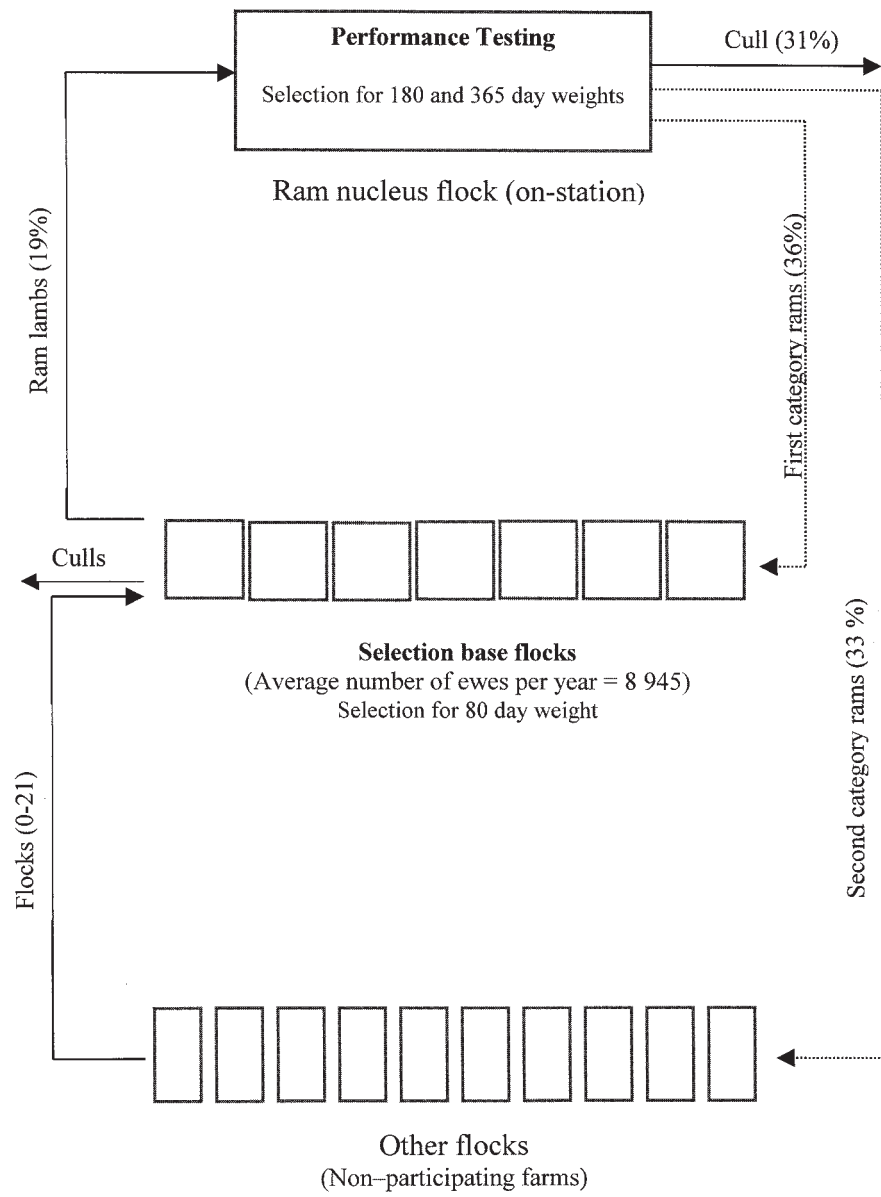 Performance Testing
Selection for 180 and 365 day weights
Cull (31%)
Ram nucleus flock (on-station)
Ram lambs (19%)
First category rams (36%)
Culls
Selection base flocks
(Average number of ewes per year = 8 945)
Selection for 80 day weight
Second category rams (33 %)
Flocks (0-21)
Other flocks
(Non–participating farms)